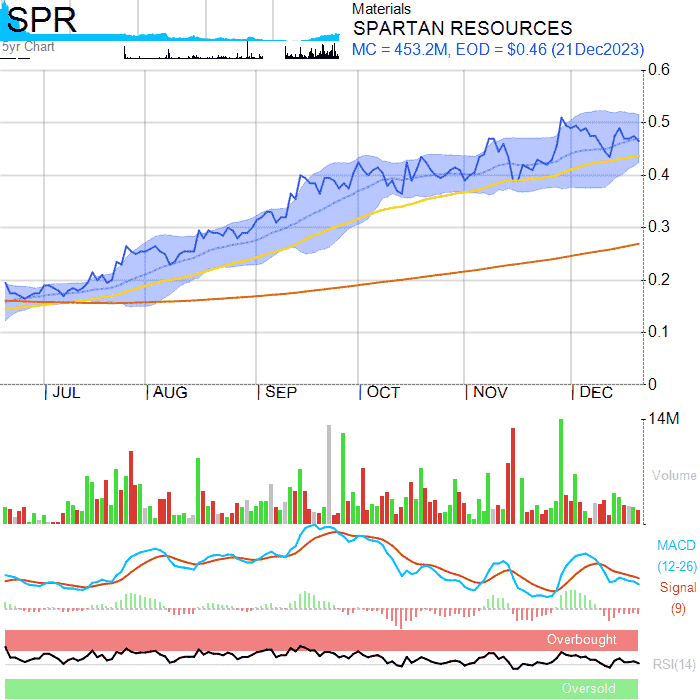 SPR
5yr Chart
Materials
SPARTAN RESOURCES
MC = 453.2M, EOD = $0.46 (21Dec2023)
0.6
0.5
0.4
0.3
0.2
0.1
0
JUL AUG SEP OCT NOV DEC
14M
Volume
MACD
(12-26)
Signal
(9)
Overbought
RSI(14)
Oversold